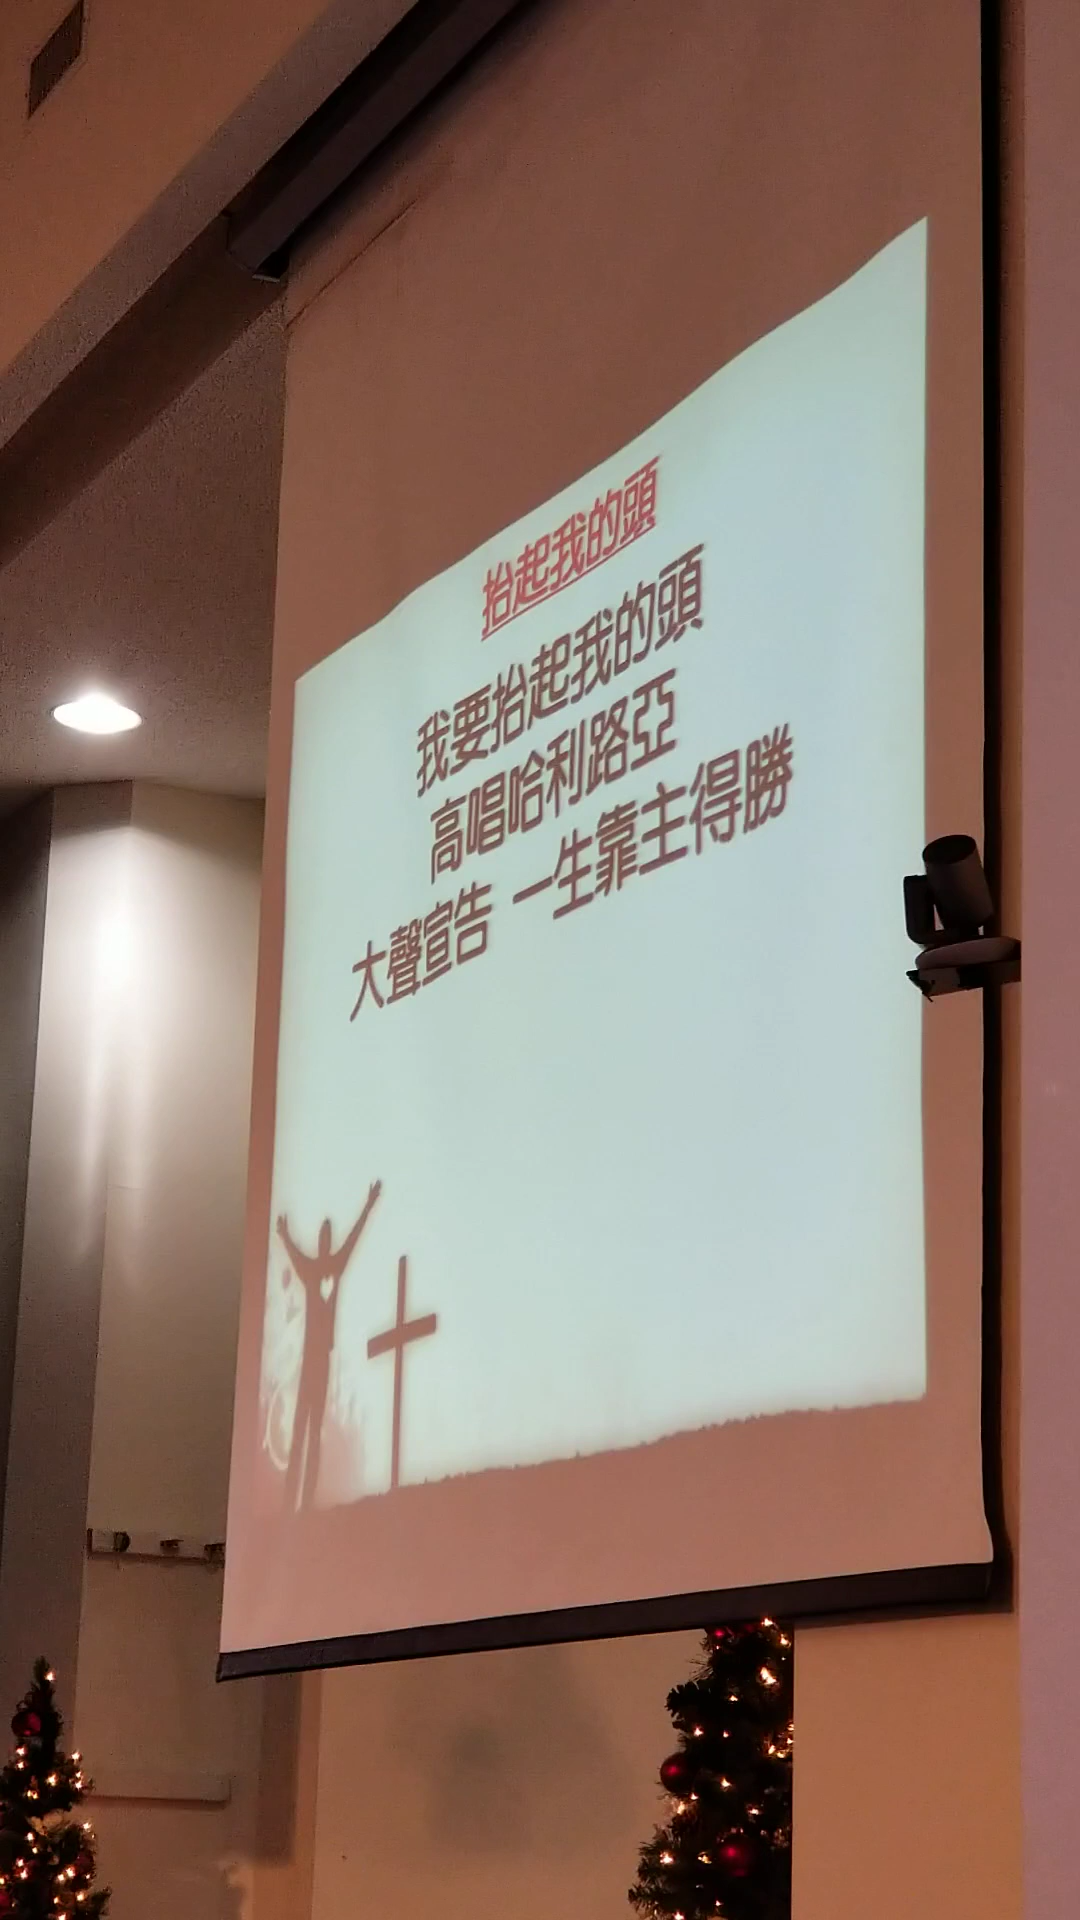 抬起我的頭
我要抬起我的頭
高唱哈利路亞
大聲宣告 一生靠主得勝